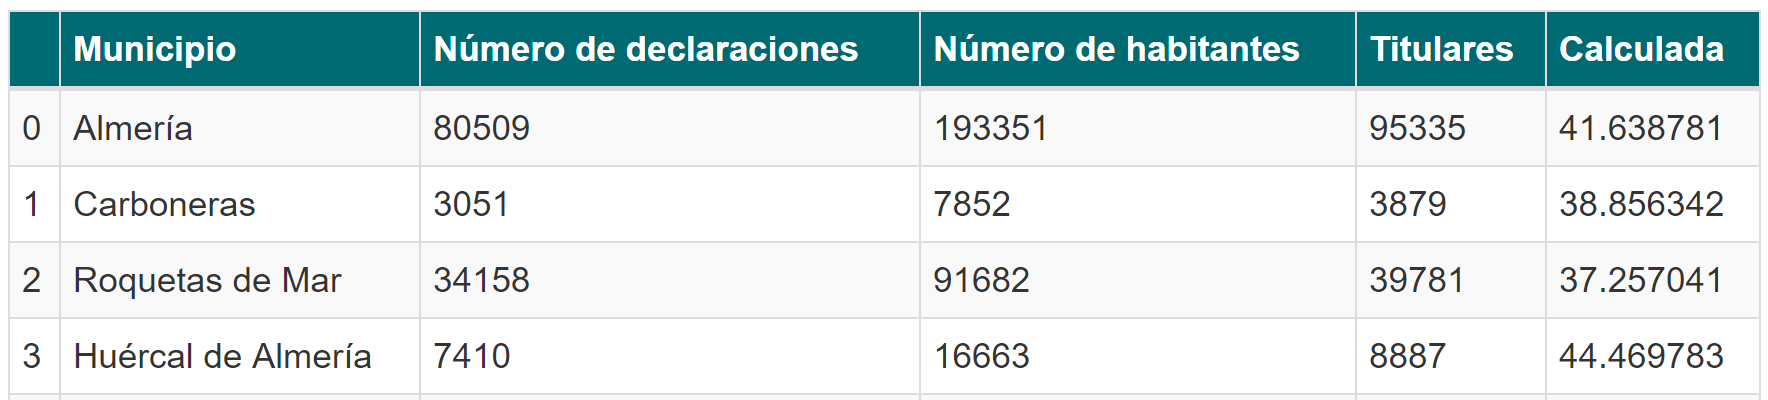 Municipio Número de declaraciones Número de habitantes Titulares Calculada
0 Almería 80509 193351 95335 41.638781
1 Carboneras 3051 7852 3879 38.856342
2 Roquetas de Mar 34158 91682 39781 37.257041
3 Huércal de Almería 7410 16663 8887 44.469783